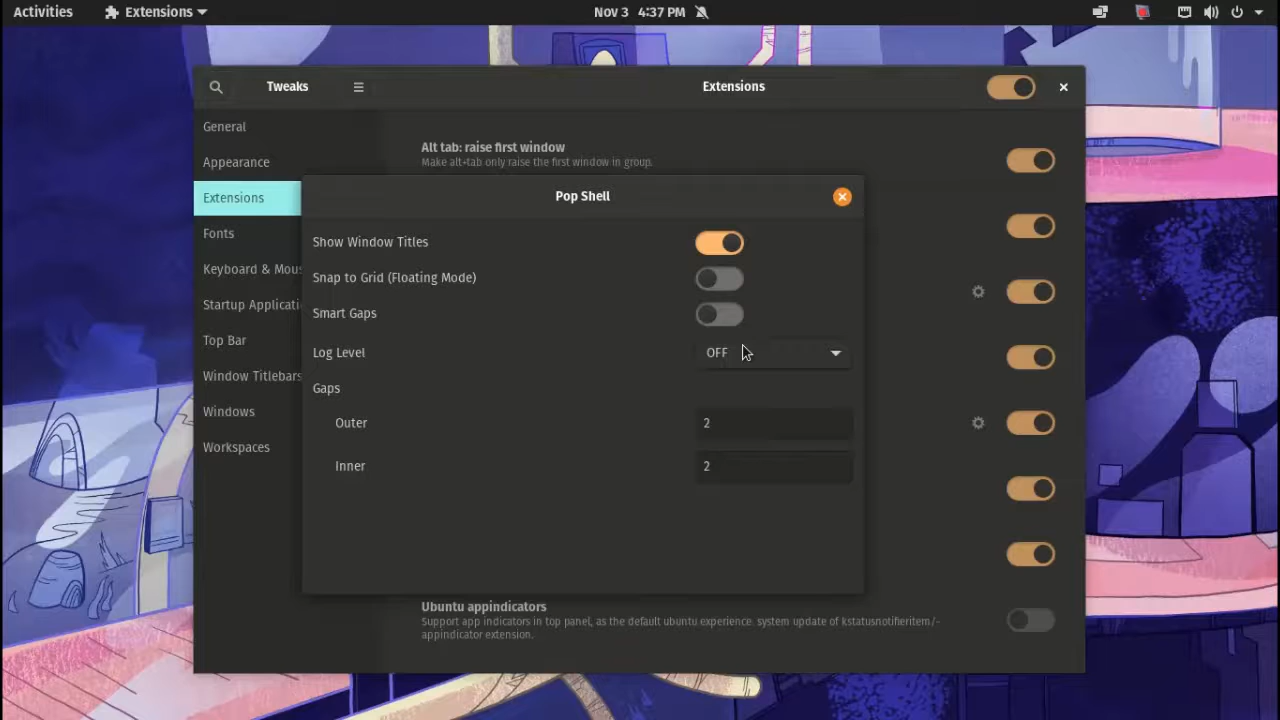 Activities
Extensions
Nov 3 4:37 PM
Tweaks
Extensions
General
Appearance
Extensions
Fonts
Keyboard & Mou
Startup Applicati
Top Bar
Window Titlebars
Windows
Workspaces
Alt tab: raise first window
Make alt+tab only raise the first window in group.
Pop Shell
Show Window Titles
Snap to Grid (Floating Mode)
Smart Gaps
Log Level
OFF
Gaps
Outer
2
Inner
2
Ubuntu appindicators
Support app indicators in top panel, as the default ubuntu experience. system update of kstatusnotifieritem/-
appindicator extension.